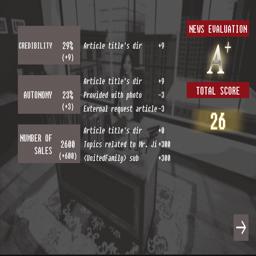 NEWS EVALUATION
A+
TOTAL SCORE
26
CREDIBILITY 29% (+9)
Article title's dir +9
AUTONOMY 23% (+3)
Article title's dir +9
Provided with photo -3
External request article -3
NUMBER OF SALES 2600 (+600)
Article title's dir +0
Topics related to Mr. Ji +300
(UnitedFamily) sub +300